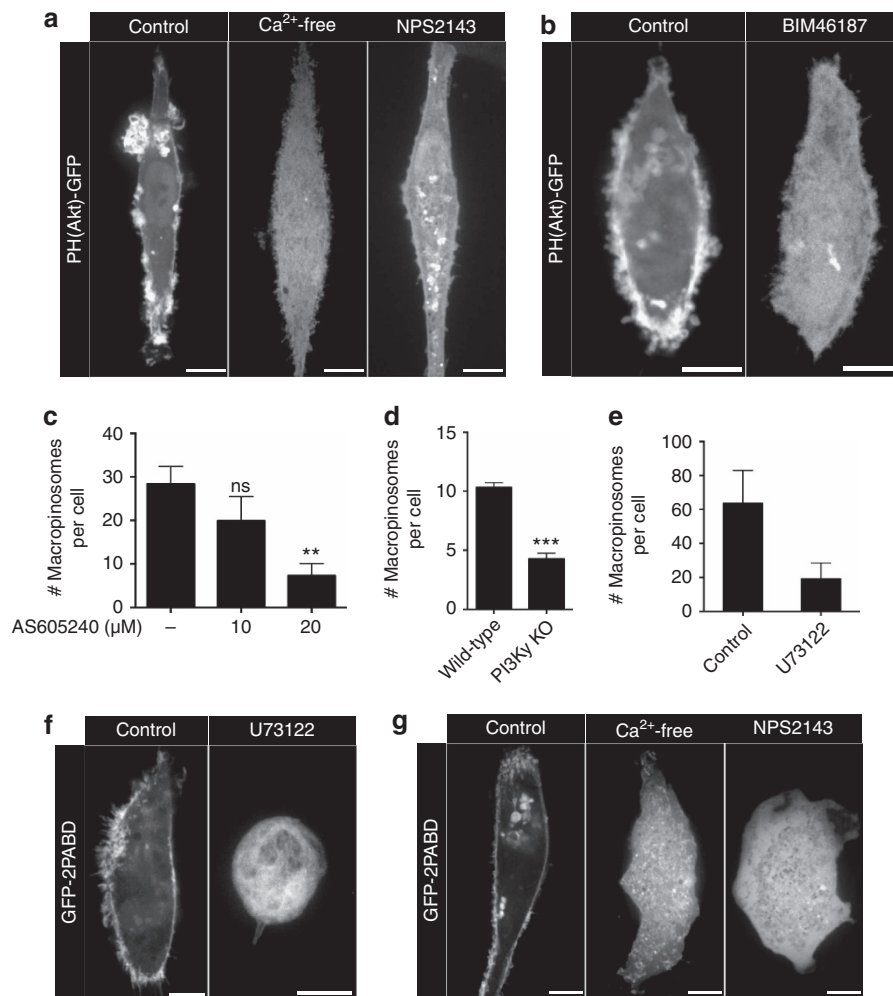 a
Control
Ca2+-free
NPS2143
PH(Akt)-GFP
b
Control
BIM46187
PH(Akt)-GFP
c
# Macropinosomes
per cell
40
30
20
10
0
ns
**
AS605240 (μM)
–
10
20
d
# Macropinosomes
per cell
15
10
5
0
***
Wild-type
PI3Ky KO
e
# Macropinosomes
per cell
100
80
60
40
20
0
Control
U73122
f
Control
U73122
GFP-2PABD
g
Control
Ca2+-free
NPS2143
GFP-2PABD